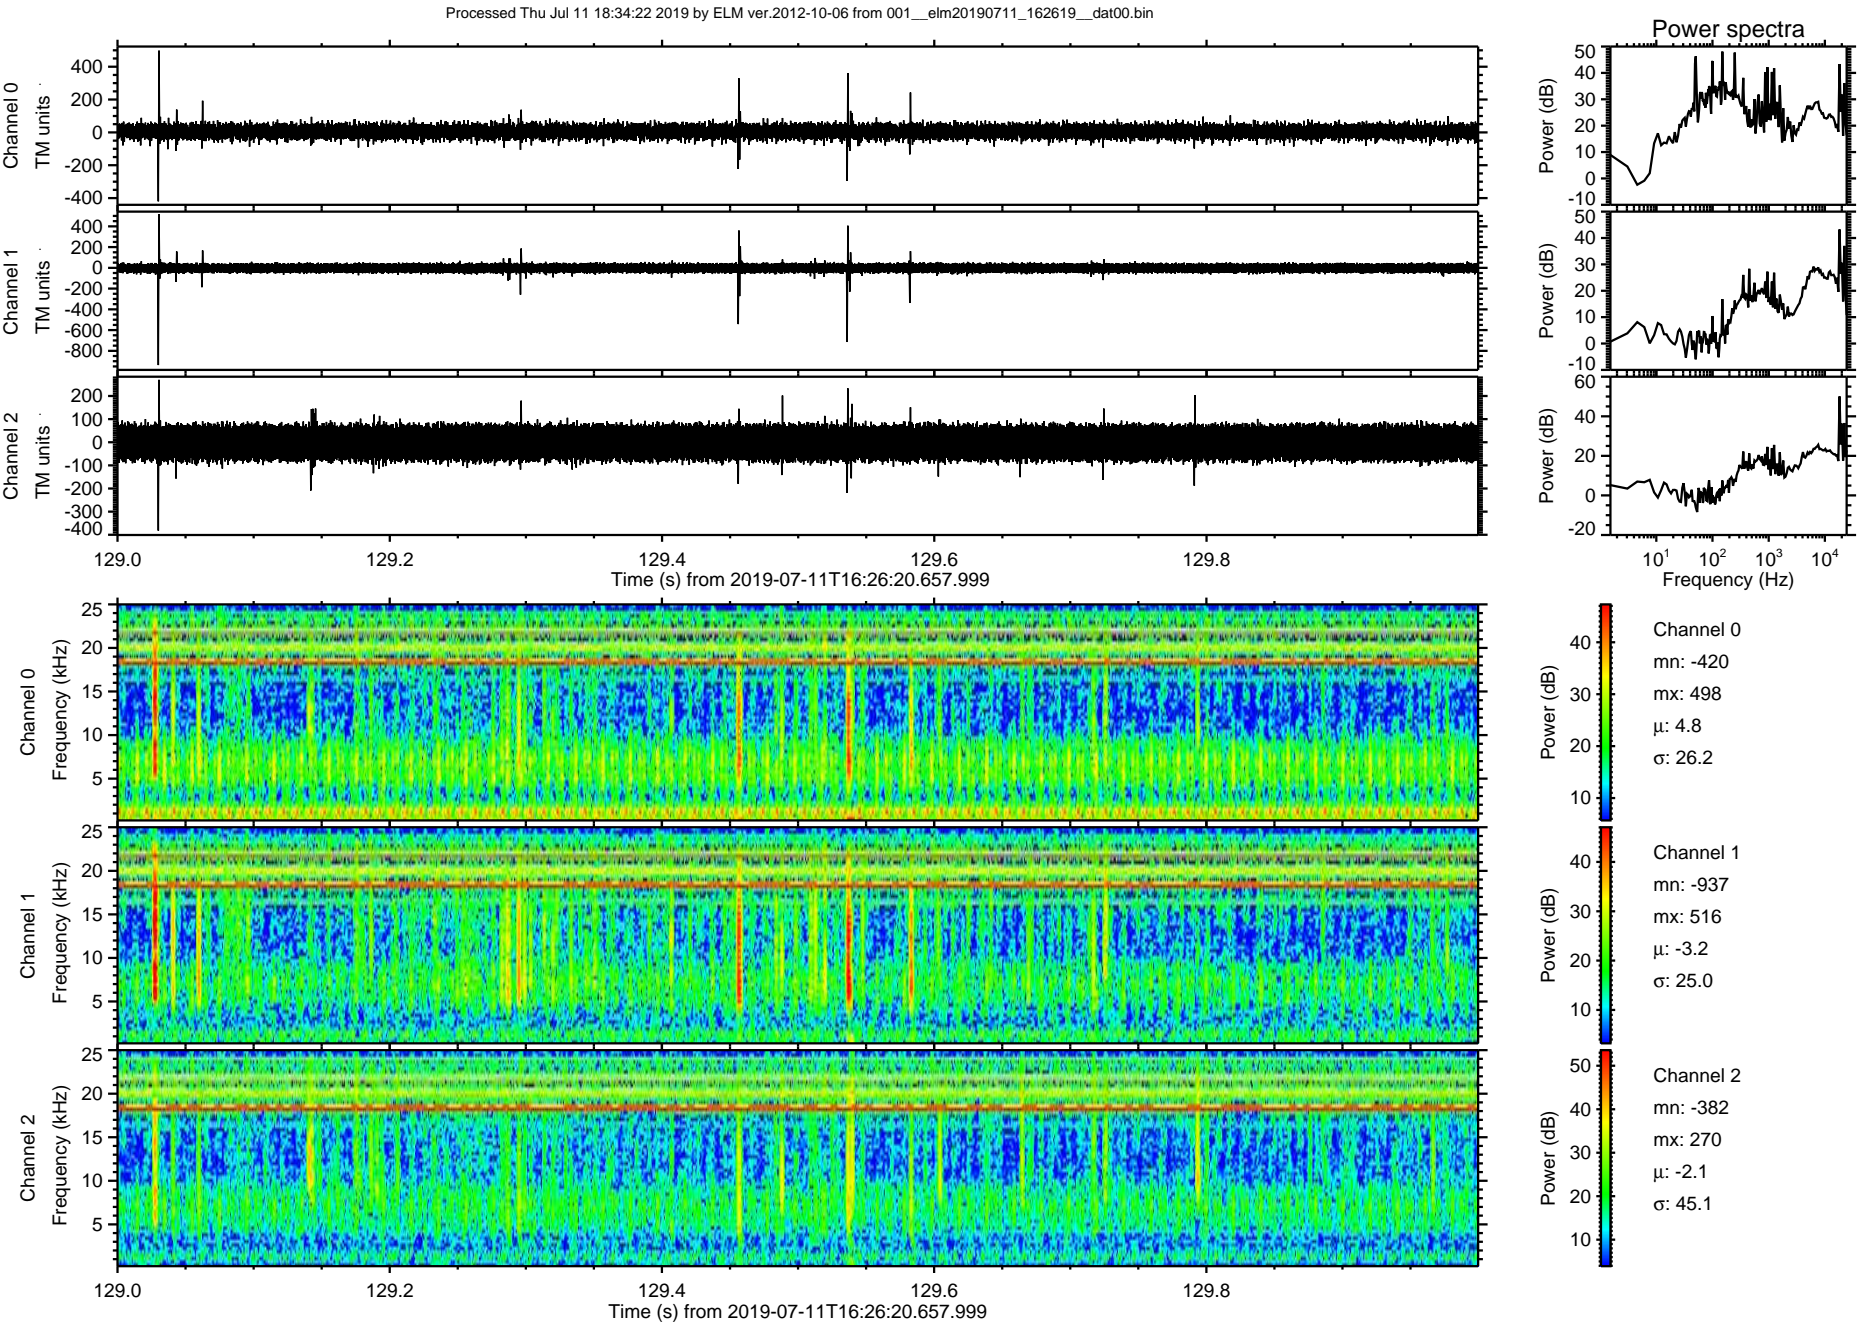 Processed Thu Jul 11 18:34:22 2019 by ELM ver.2012-10-06 from 001__elm20190711_162619__dat00.bin
Power spectra
Channel 0
TM units
400
200
0
-200
-400
Power (dB)
50
40
30
20
10
0
-10
Channel 1
TM units
400
200
0
-200
-400
-600
-800
Power (dB)
50
40
30
20
10
0
-10
Channel 2
TM units
200
100
0
-100
-200
-300
-400
Power (dB)
60
40
20
0
-20
129.0 129.2 129.4 129.6 129.8
Time (s) from 2019-07-11T16:26:20.657.999
10¹ 10² 10³ 10⁴
Frequency (Hz)
Channel 0
Frequency (kHz)
25
20
15
10
5
Power (dB)
40
30
20
10
Channel 0
mn: -420
mx: 498
μ: 4.8
σ: 26.2
Channel 1
Frequency (kHz)
25
20
15
10
5
Power (dB)
40
30
20
10
Channel 1
mn: -937
mx: 516
μ: -3.2
σ: 25.0
Channel 2
Frequency (kHz)
25
20
15
10
5
Power (dB)
50
40
30
20
10
Channel 2
mn: -382
mx: 270
μ: -2.1
σ: 45.1
129.0 129.2 129.4 129.6 129.8
Time (s) from 2019-07-11T16:26:20.657.999